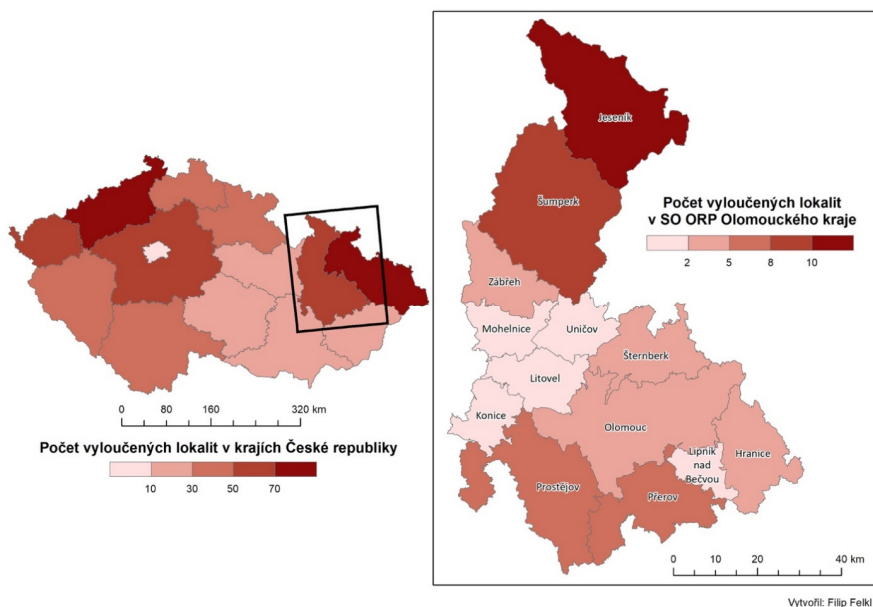 0 80 160 320 km
Počet vyloučených lokalit v krajích České republiky
10 30 50 70
Jeseník
Šumperk
Počet vyloučených lokalit
v SO ORP Olomouckého kraje
2 5 8 10
Zábřeh
Mohelnice
Uničov
Šternberk
Litovel
Konice
Olomouc
Lipník
nad
Bečvou
Hranice
Prostějov
Přerov
0 10 20 40 km
Vytvořil: Filip Felkl